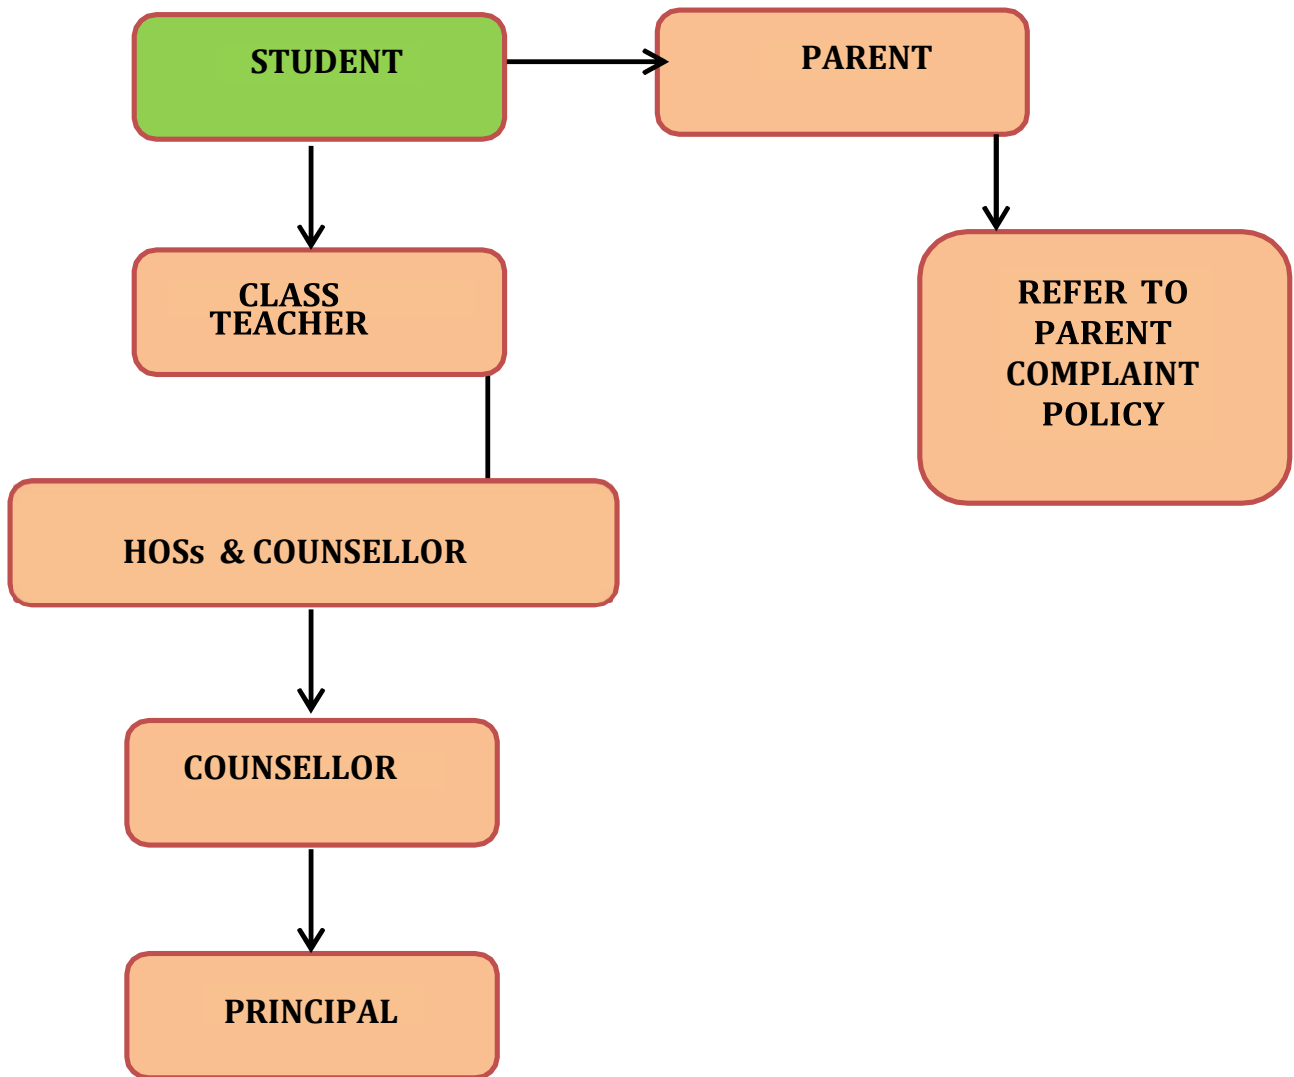 STUDENT
PARENT
CLASS
TEACHER
REFER TO
PARENT
COMPLAINT
POLICY
HOSs & COUNSELLOR
COUNSELLOR
PRINCIPAL